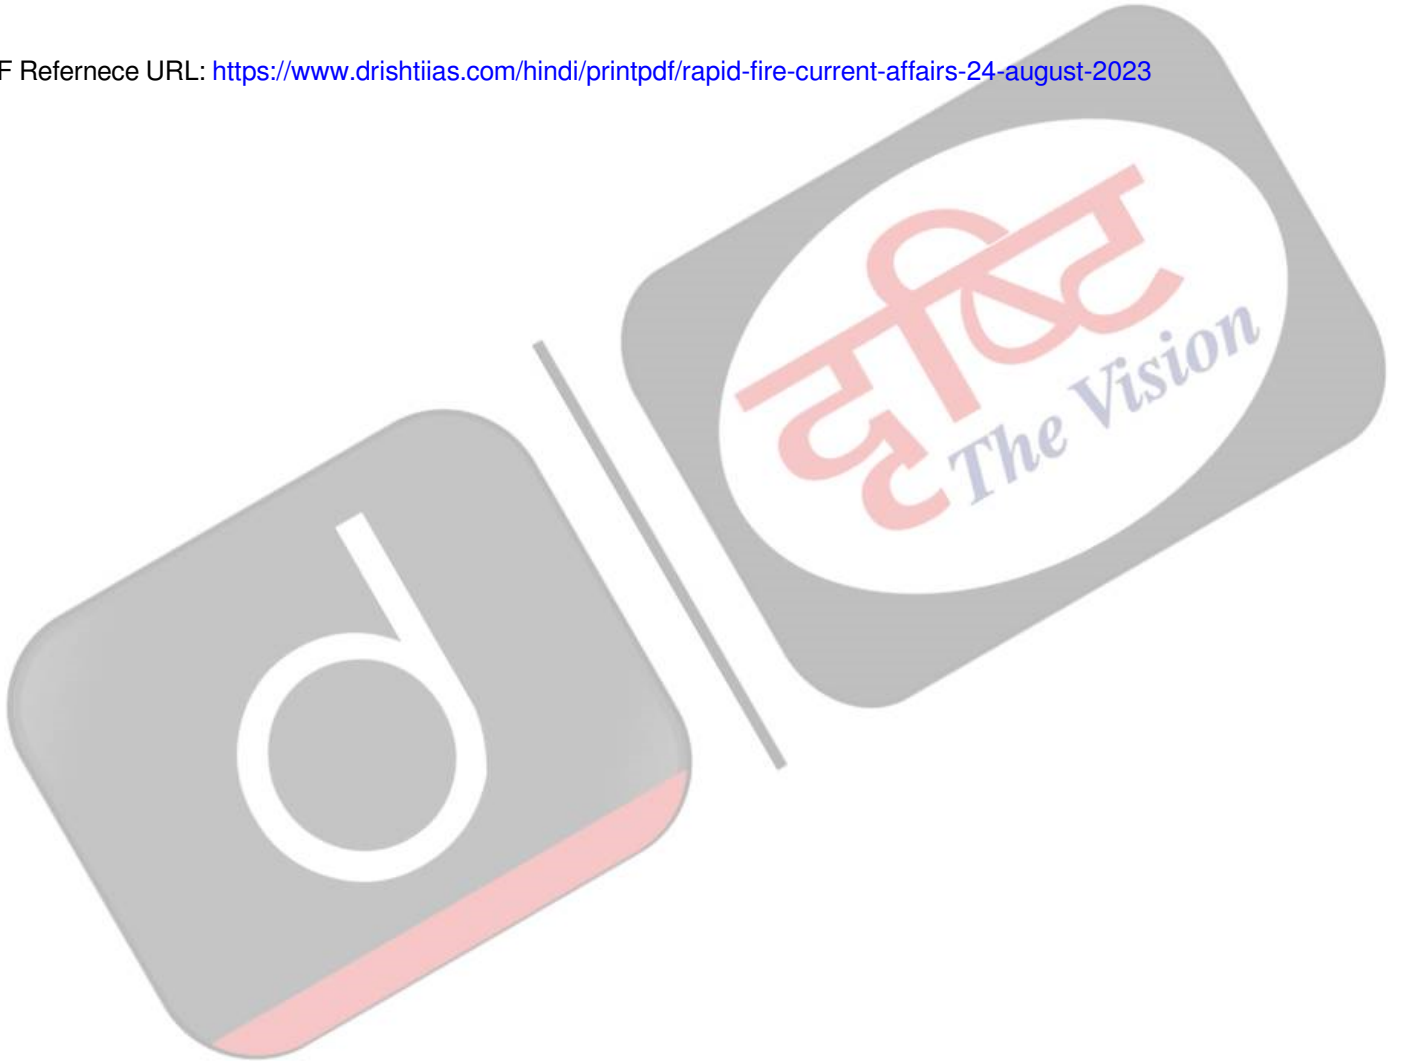 F Refernece URL: https://www.drishtiias.com/hindi/printpdf/rapid-fire-current-affairs-24-august-2023
दृष्टि
The Vision
d